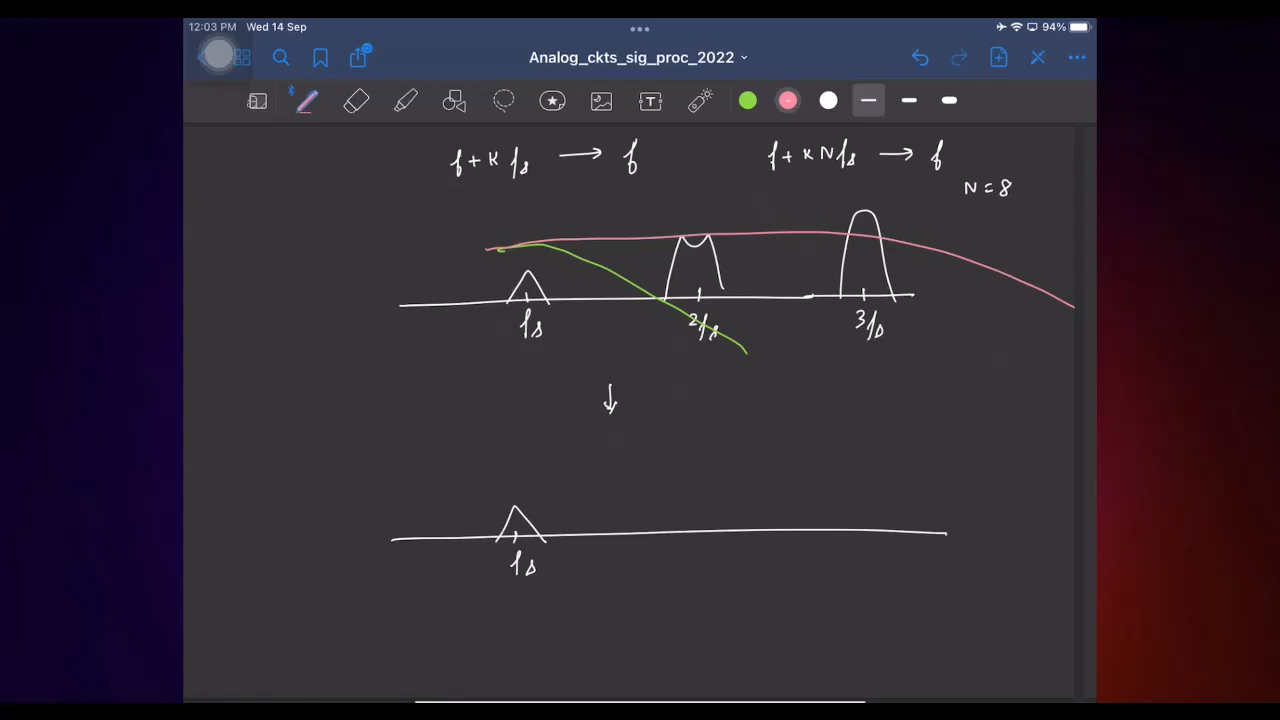 12:03 PM Wed 14 Sep 94%
Analog_ckts_sig_proc_2022
T
f + k fs → f f + k N fs → f
N = 8
fs 2fs 3fs
↓
fs